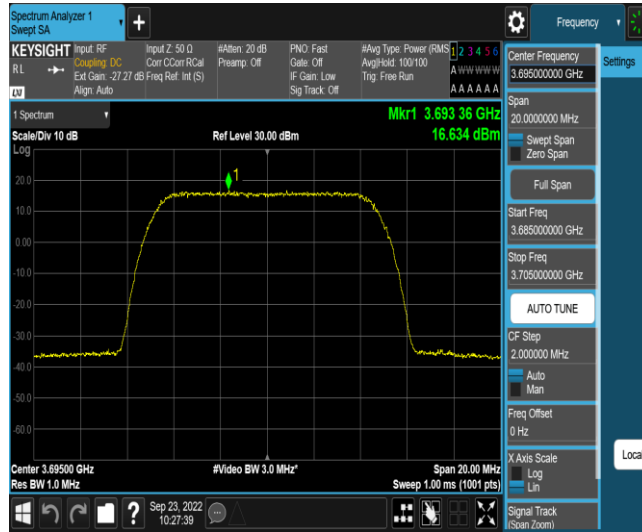 Spectrum Analyzer 1
Swept SA
+
Frequency
KEYSIGHT
Input: RF
Input Z: 50 Ω
#Atten: 20 dB
PNO: Fast
#Avg Type: Power (RMS
1 2 3 4 5 6
RL
Coupling: DC
Corr CCorr RCal
Preamp: Off
Gate: Off
Avg|Hold: 100/100
A W W W W W
Ext Gain: -27.27 dB
Freq Ref: Int (S)
IF Gain: Low
Trig: Free Run
LXI
Align: Auto
Sig Track: Off
A A A A A A
1 Spectrum
Mkr1 3.693 36 GHz
Scale/Div 10 dB
Ref Level 30.00 dBm
16.634 dBm
Log
1
20.0
10.0
0.00
-10.0
-20.0
-30.0
-40.0
-50.0
-60.0
Center 3.69500 GHz
#Video BW 3.0 MHz*
Span 20.00 MHz
Res BW 1.0 MHz
Sweep 1.00 ms (1001 pts)
Center Frequency
3.695000000 GHz
Settings
Span
20.0000000 MHz
Swept Span
Zero Span
Full Span
Start Freq
3.685000000 GHz
Stop Freq
3.705000000 GHz
AUTO TUNE
CF Step
2.000000 MHz
Auto
Man
Freq Offset
0 Hz
X Axis Scale
Log
Lin
Local
Signal Track
(Span Zoom)
?
Sep 23, 2022
10:27:39